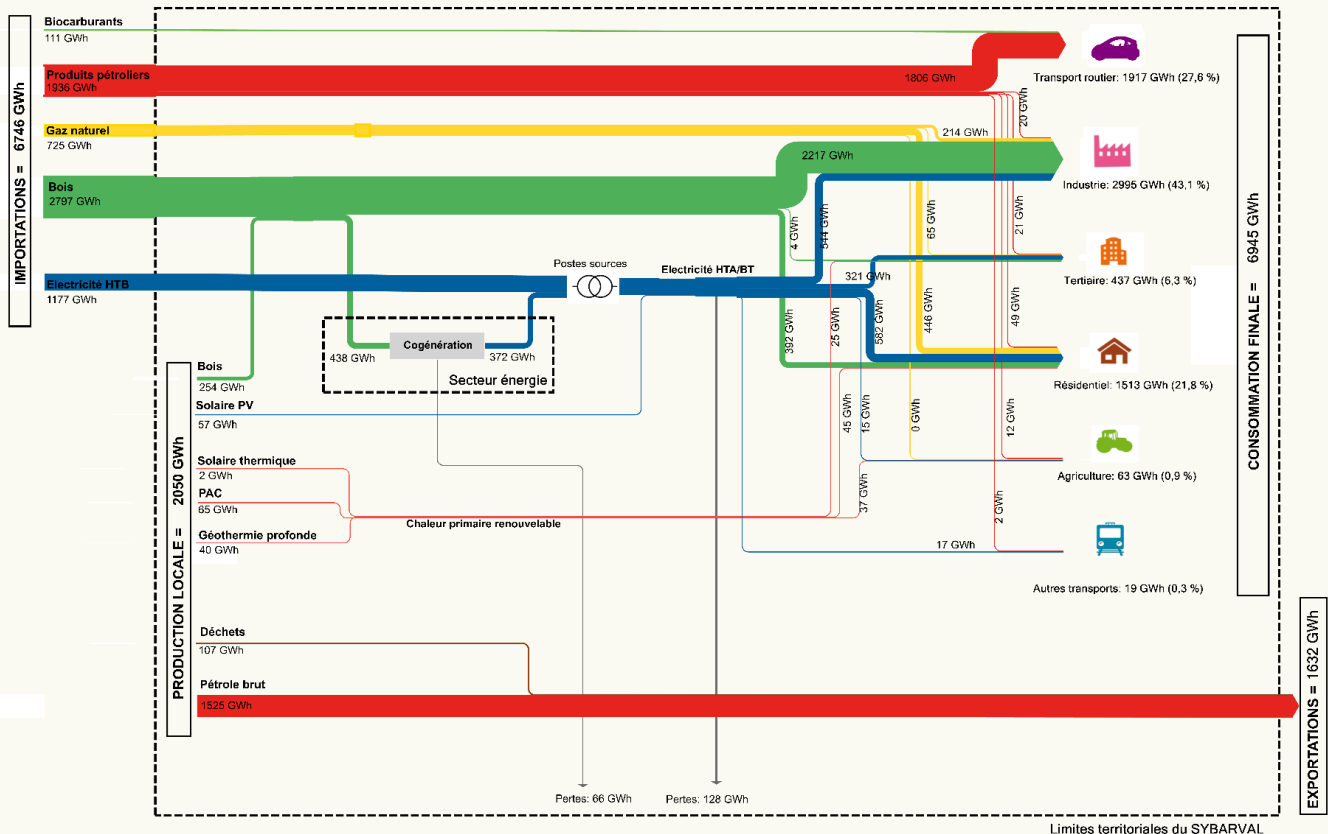 IMPORTATIONS = 6746 GWh
Biocarburants
111 GWh
Produits pétroliers
1936 GWh
Gaz naturel
725 GWh
Bois
2797 GWh
Electricité HTB
1177 GWh
PRODUCTION LOCALE = 2050 GWh
Bois
254 GWh
Solaire PV
57 GWh
Solaire thermique
2 GWh
PAC
65 GWh
Géothermie profonde
40 GWh
Déchets
107 GWh
Pétrole brut
1525 GWh
438 GWh
Cogénération
372 GWh
Secteur énergie
Postes sources
Electricité HTA/BT
Chaleur primaire renouvelable
Pertes: 66 GWh
Pertes: 128 GWh
1806 GWh
20 GWh
214 GWh
2217 GWh
4 GWh
544 GWh
65 GWh
21 GWh
321 GWh
392 GWh
25 GWh
582 GWh
446 GWh
49 GWh
45 GWh
15 GWh
0 GWh
12 GWh
37 GWh
2 GWh
17 GWh
Transport routier: 1917 GWh (27,6 %)
Industrie: 2995 GWh (43,1 %)
Tertiaire: 437 GWh (6,3 %)
Résidentiel: 1513 GWh (21,8 %)
Agriculture: 63 GWh (0,9 %)
Autres transports: 19 GWh (0,3 %)
CONSOMMATION FINALE = 6945 GWh
EXPORTATIONS = 1632 GWh
Limites territoriales du SYBARVAL